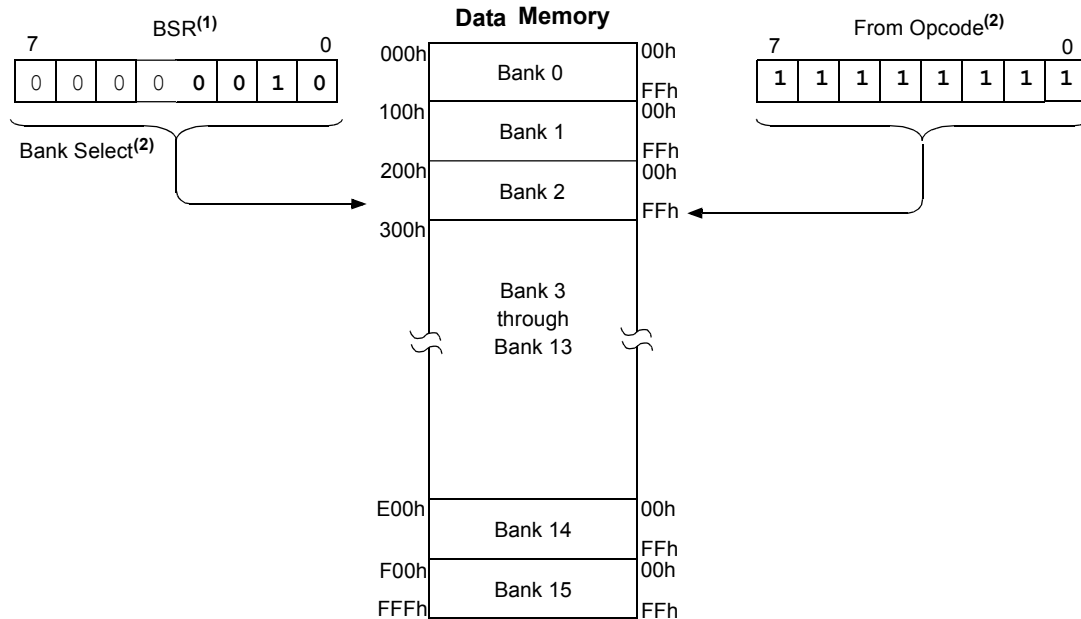 Data Memory
BSR(1)
7 0
0 0 0 0 0 0 1 0
Bank Select(2)
From Opcode(2)
7 0
1 1 1 1 1 1 1 1
000h
Bank 0
00h
FFh
100h
Bank 1
00h
FFh
200h
Bank 2
00h
FFh
300h
Bank 3
through
Bank 13
E00h
Bank 14
00h
FFh
F00h
Bank 15
00h
FFFh
FFh